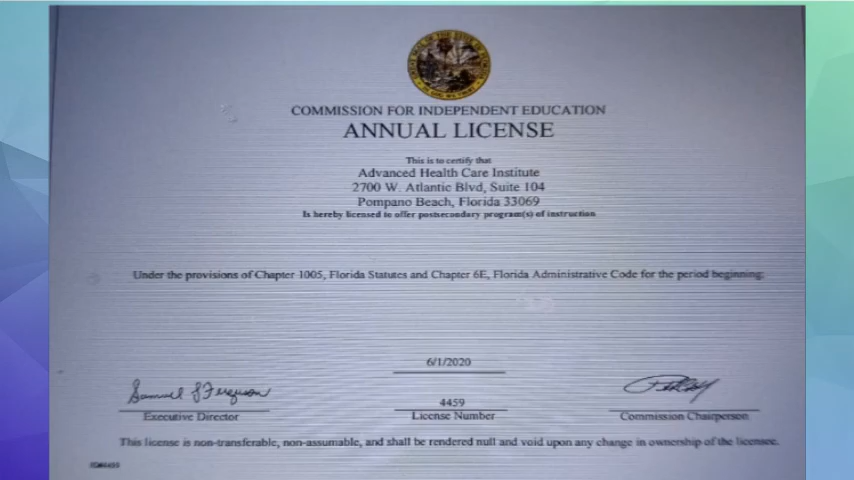 COMMISSION FOR INDEPENDENT EDUCATION
ANNUAL LICENSE
This is to certify that
Advanced Health Care Institute
2700 W. Atlantic Blvd, Suite 104
Pompano Beach, Florida 33069
Is hereby licensed to offer postsecondary program(s) of instruction
Under the provisions of Chapter 1005, Florida Statutes and Chapter 6E, Florida Administrative Code for the period beginning:
6/1/2020
Samuel L Ferguson
4459
Executive Director
License Number
Commission Chairperson
This license is non-transferable, non-assumable, and shall be rendered null and void upon any change in ownership of the licensee.